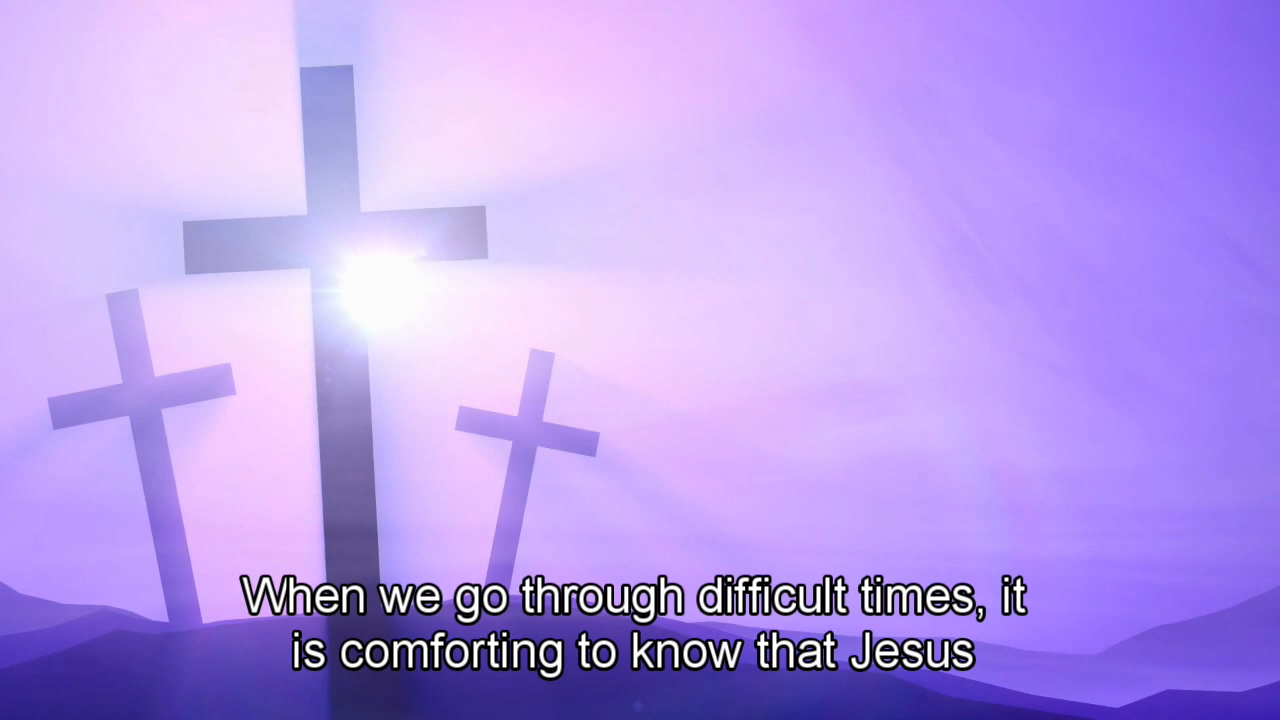 When we go through difficult times, it
is comforting to know that Jesus